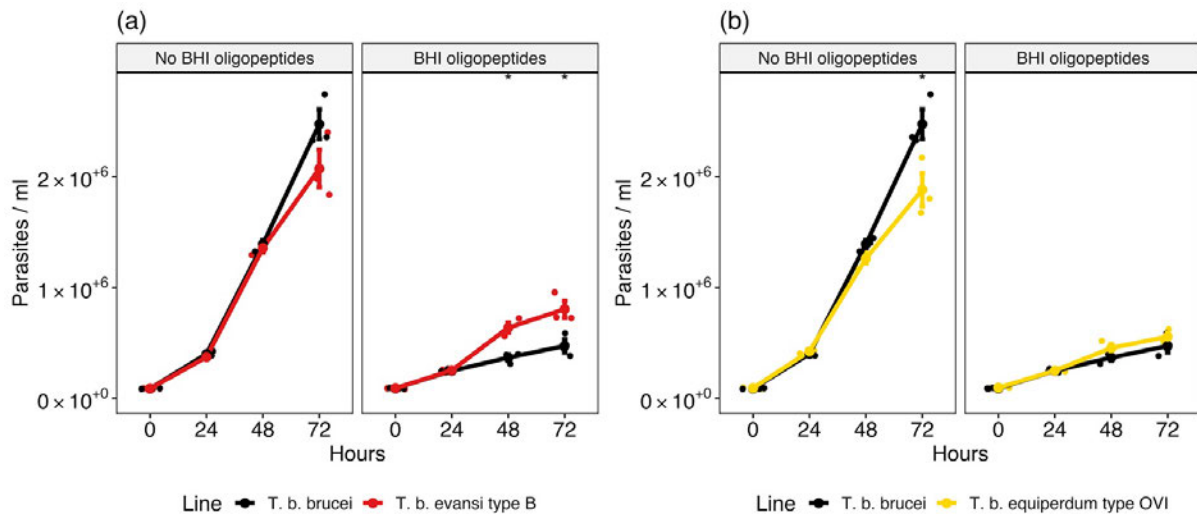 (a)
No BHI oligopeptides
BHI oligopeptides
*
*
Parasites / ml
2 × 10⁺⁶
1 × 10⁺⁶
0 × 10⁺⁰
0
24
48
72
0
24
48
72
Hours
Line
T. b. brucei
T. b. evansi type B
(b)
No BHI oligopeptides
BHI oligopeptides
*
Parasites / ml
2 × 10⁺⁶
1 × 10⁺⁶
0 × 10⁺⁰
0
24
48
72
0
24
48
72
Hours
Line
T. b. brucei
T. b. equiperdum type OVI